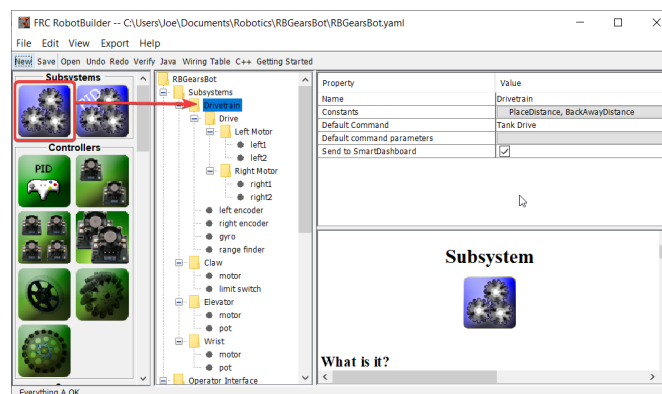 FRC RobotBuilder -- C:\Users\Joe\Documents\Robotics\RBGearsBot\RBGearsBot.yaml
File Edit View Export Help
New Save Open Undo Redo Verify Java Wiring Table C++ Getting Started
Subsystems
PID
Controllers
PID
RBGearsBot
Subsystems
Drivetrain
Drive
Left Motor
left1
left2
Right Motor
right1
right2
left encoder
right encoder
gyro
range finder
Claw
motor
limit switch
Elevator
motor
pot
Wrist
motor
pot
Operator Interface
Property Value
Name Drivetrain
Constants PlaceDistance, BackAwayDistance
Default Command Tank Drive
Default command parameters
Send to SmartDashboard
Subsystem
What is it?
Everything A OK